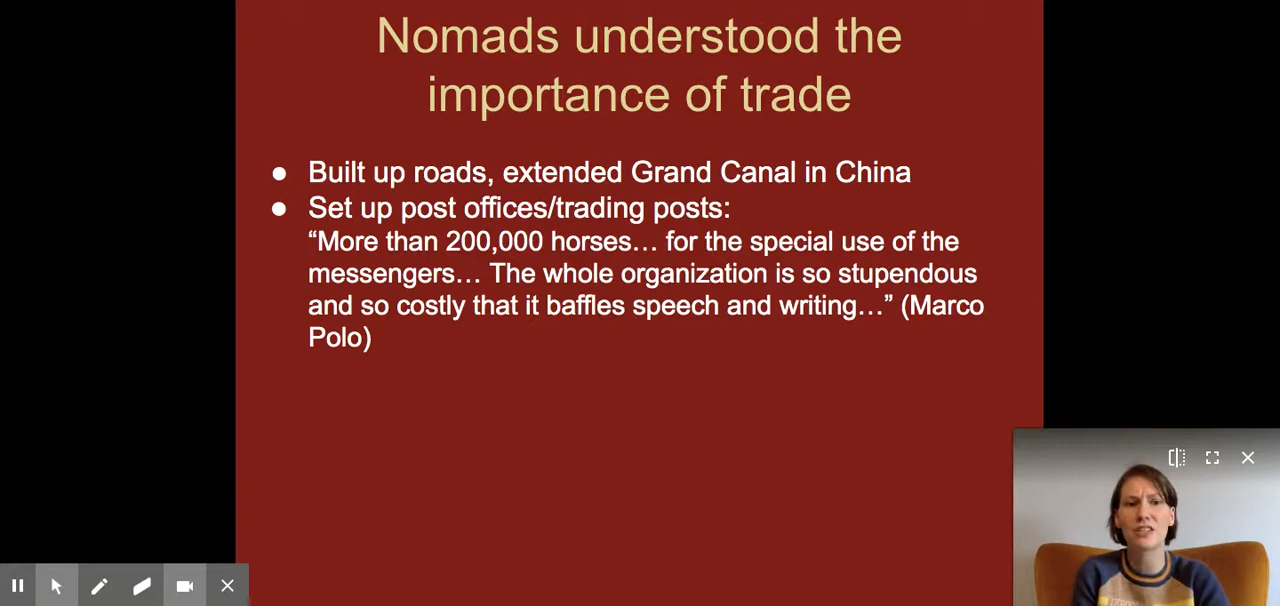 Nomads understood the
importance of trade
● Built up roads, extended Grand Canal in China
● Set up post offices/trading posts:
“More than 200,000 horses… for the special use of the
messengers… The whole organization is so stupendous
and so costly that it baffles speech and writing…” (Marco
Polo)